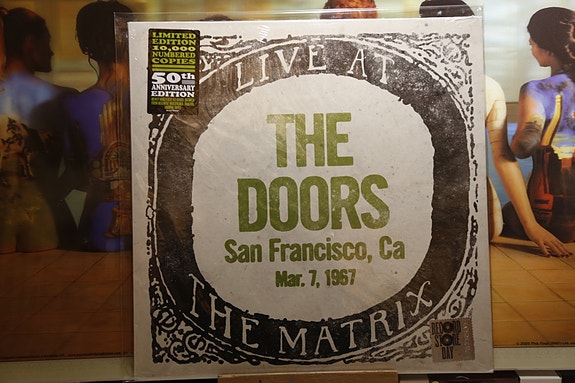 LIMITED
EDITION
10,000
NUMBERED
COPIES
50th
ANNIVERSARY
EDITION
LIVE AT
THE
DOORS
San Francisco, Ca
Mar. 7, 1967
THE MATRIX
RECORD
STORE
DAY